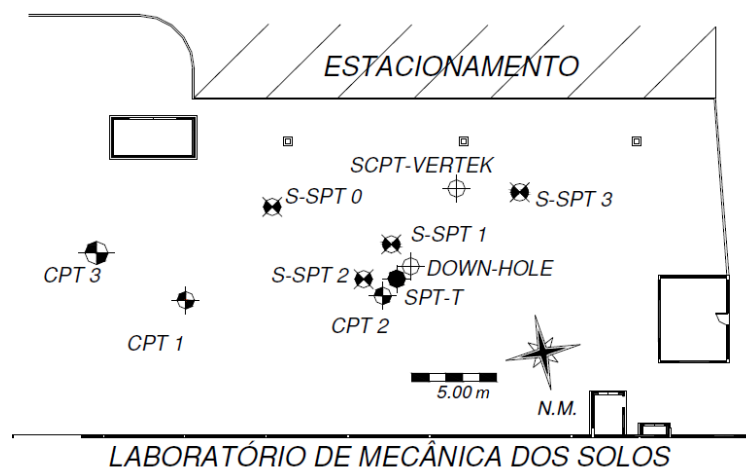 ESTACIONAMENTO
SCPT-VERTEK
S-SPT 0
S-SPT 3
S-SPT 1
CPT 3
S-SPT 2
DOWN-HOLE
SPT-T
CPT 2
CPT 1
5.00 m
N.M.
LABORATÓRIO DE MECÂNICA DOS SOLOS